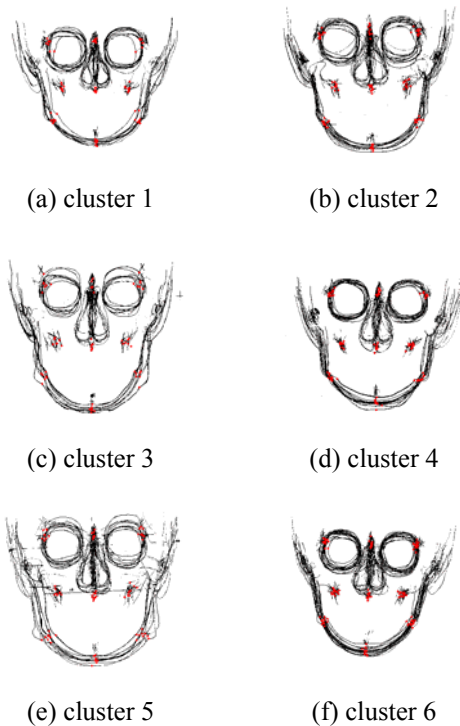 (a) cluster 1
(b) cluster 2
(c) cluster 3
(d) cluster 4
(e) cluster 5
(f) cluster 6